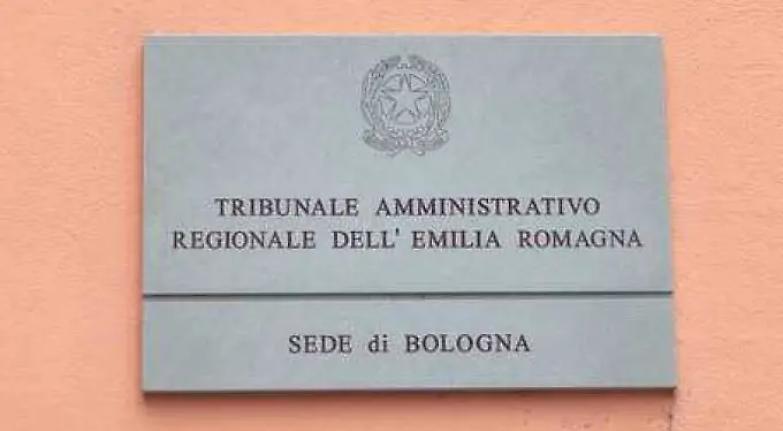 TRIBUNALE AMMINISTRATIVO
REGIONALE DELL' EMILIA ROMAGNA
SEDE di BOLOGNA